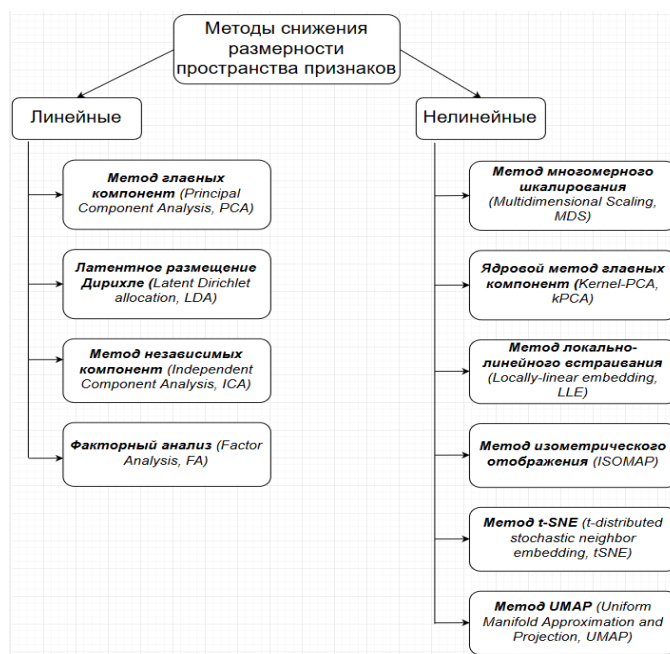 Методы снижения
размерности
пространства признаков
Линейные
Метод главных
компонент (Principal
Component Analysis, PCA)
Латентное размещение
Дирихле (Latent Dirichlet
allocation, LDA)
Метод независимых
компонент (Independent
Component Analysis, ICA)
Факторный анализ (Factor
Analysis, FA)
Нелинейные
Метод многомерного
шкалирования
(Multidimensional Scaling,
MDS)
Ядровой метод главных
компонент (Kernel-PCA,
kPCA)
Метод локально-
линейного встраивания
(Locally-linear embedding,
LLE)
Метод изометрического
отображения (ISOMAP)
Метод t-SNE (t-distributed
stochastic neighbor
embedding, tSNE)
Метод UMAP (Uniform
Manifold Approximation and
Projection, UMAP)